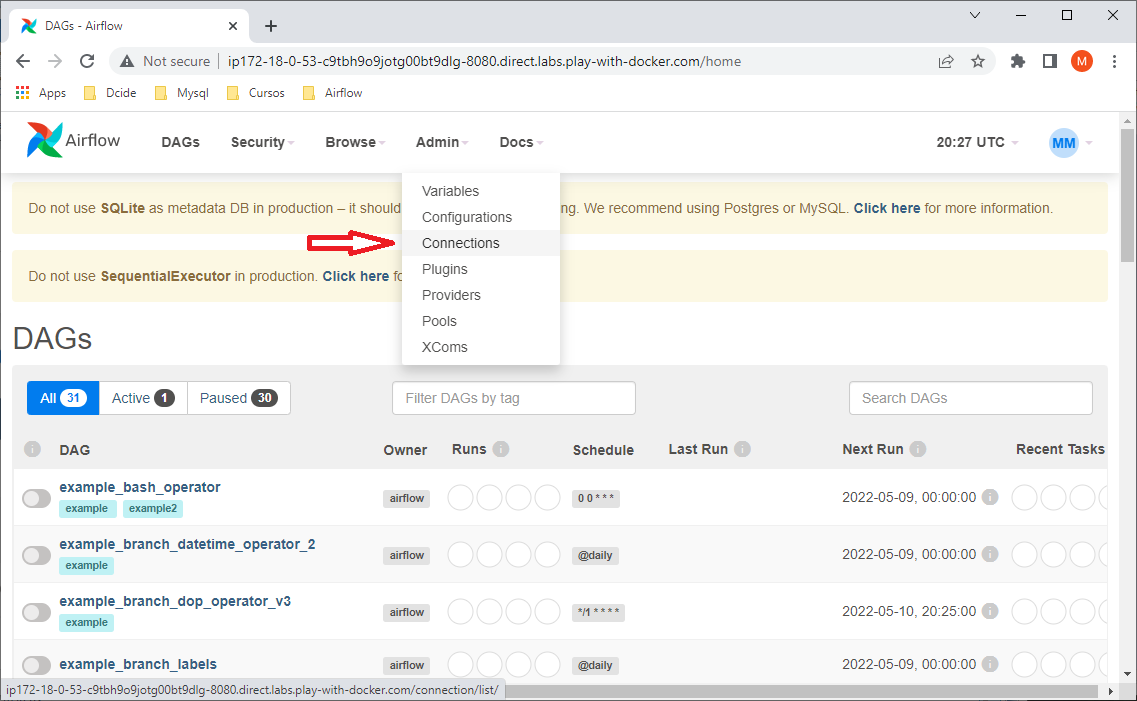 DAGs - Airflow
Not secure ip172-18-0-53-c9tbh9o9jotg00bt9dlg-8080.direct.labs.play-with-docker.com/home M
Apps Dcide Mysql Cursos Airflow
Airflow DAGs Security Browse Admin Docs 20:27 UTC MM
Variables
Configurations
Connections
Plugins
Providers
Pools
XComs
Do not use SQLite as metadata DB in production – it should ng. We recommend using Postgres or MySQL. Click here for more information.
Do not use SequentialExecutor in production. Click here fo
DAGs
All 31 Active 1 Paused 30 Filter DAGs by tag Search DAGs
i DAG Owner Runs i Schedule Last Run i Next Run i Recent Tasks
example_bash_operator airflow 0 0 * * * 2022-05-09, 00:00:00 i
example example2
example_branch_datetime_operator_2 airflow @daily 2022-05-09, 00:00:00 i
example
example_branch_dop_operator_v3 airflow */1 * * * * 2022-05-10, 20:25:00 i
example
example_branch_labels airflow @daily 2022-05-09, 00:00:00 i
ip172-18-0-53-c9tbh9o9jotg00bt9dlg-8080.direct.labs.play-with-docker.com/connection/list/